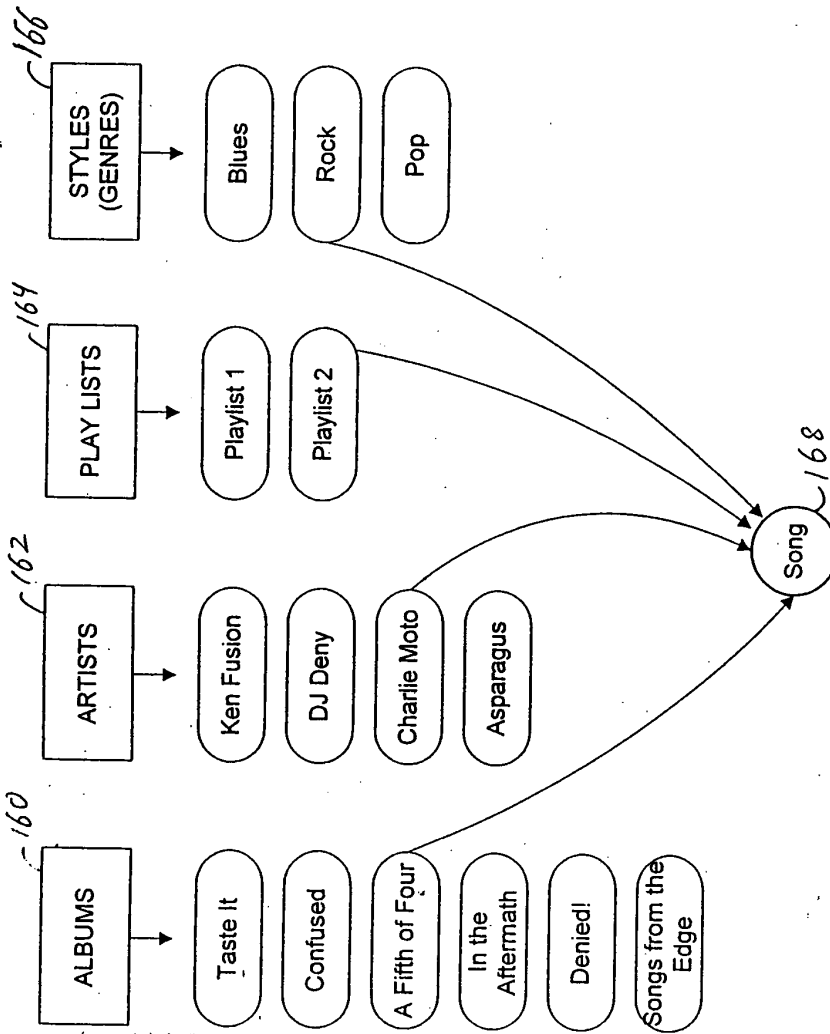 160
ALBUMS
Taste It
Confused
A Fifth of Four
In the
Aftermath
Denied!
Songs from the
Edge
162
ARTISTS
Ken Fusion
DJ Deny
Charlie Moto
Asparagus
164
PLAY LISTS
Playlist 1
Playlist 2
166
STYLES
(GENRES)
Blues
Rock
Pop
Song
168